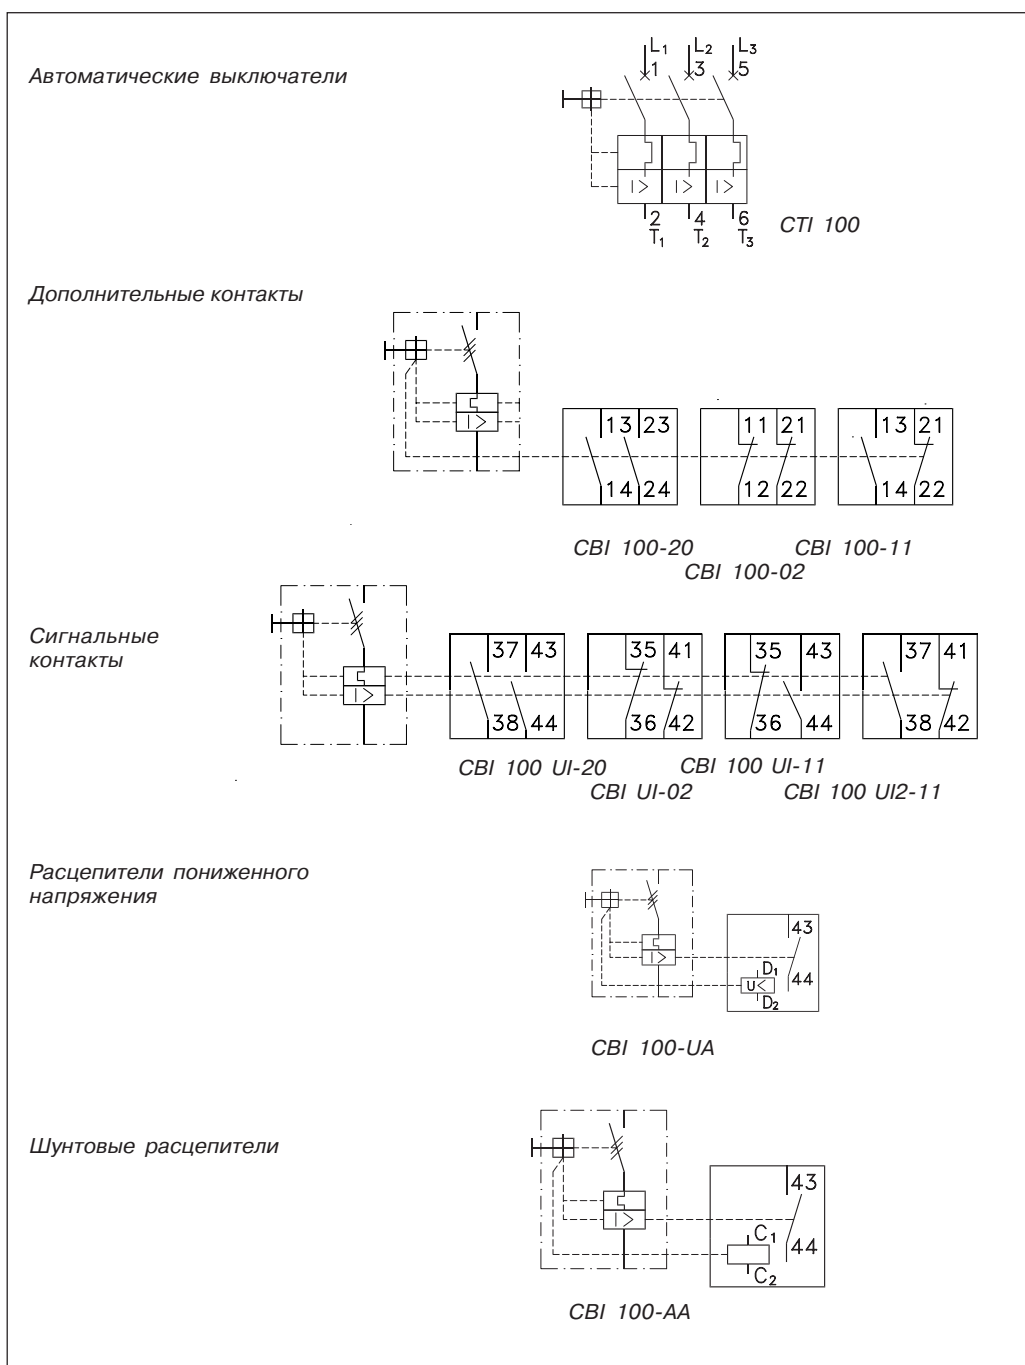 Автоматические выключатели
L1 L2 L3
1 3 5
I> I> I>
2 4 6
T1 T2 T3
CTI 100
Дополнительные контакты
I>
13 23 11 21 13 21
14 24 12 22 14 22
CBI 100-20 CBI 100-11
CBI 100-02
Сигнальные
контакты
I>
37 43 35 41 35 43 37 41
38 44 36 42 36 44 38 42
CBI 100 UI-20 CBI 100 UI-11
CBI UI-02 CBI 100 UI2-11
Расцепители пониженного
напряжения
I>
43
44
D1
U<
D2
CBI 100-UA
Шунтовые расцепители
I>
43
44
C1
C2
CBI 100-AA